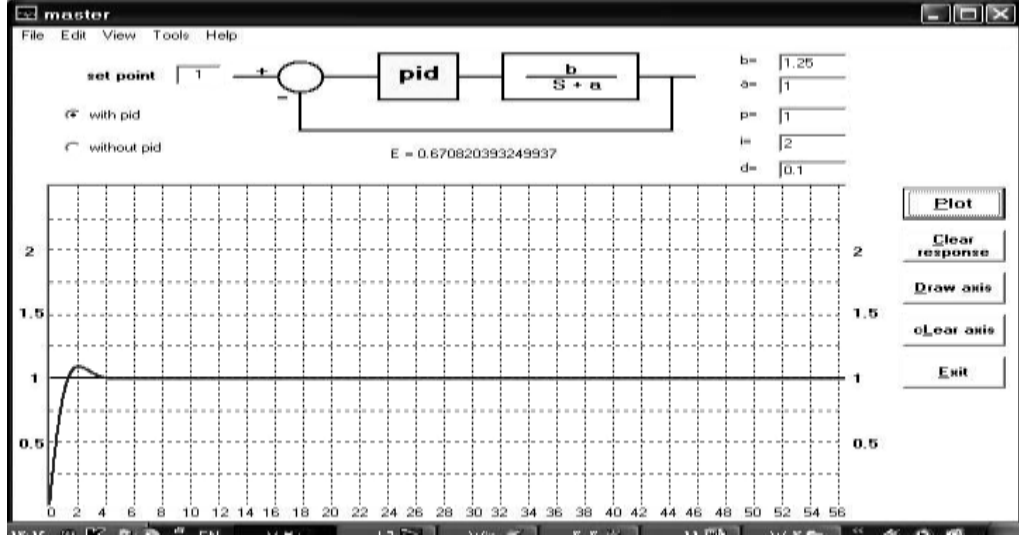 master
File Edit View Tools Help
set point 1
+
−
pid
b
S + a
b= 1.25
a= 1
p= 1
i= 2
d= 0.1
with pid
without pid
E = 0.670820393249937
2
1.5
1
0.5
2
1.5
1
0.5
0 2 4 6 8 10 12 14 16 18 20 22 24 26 28 30 32 34 36 38 40 42 44 46 48 50 52 54 56
Plot
Clear
response
Draw axis
cLear axis
Exit
EN